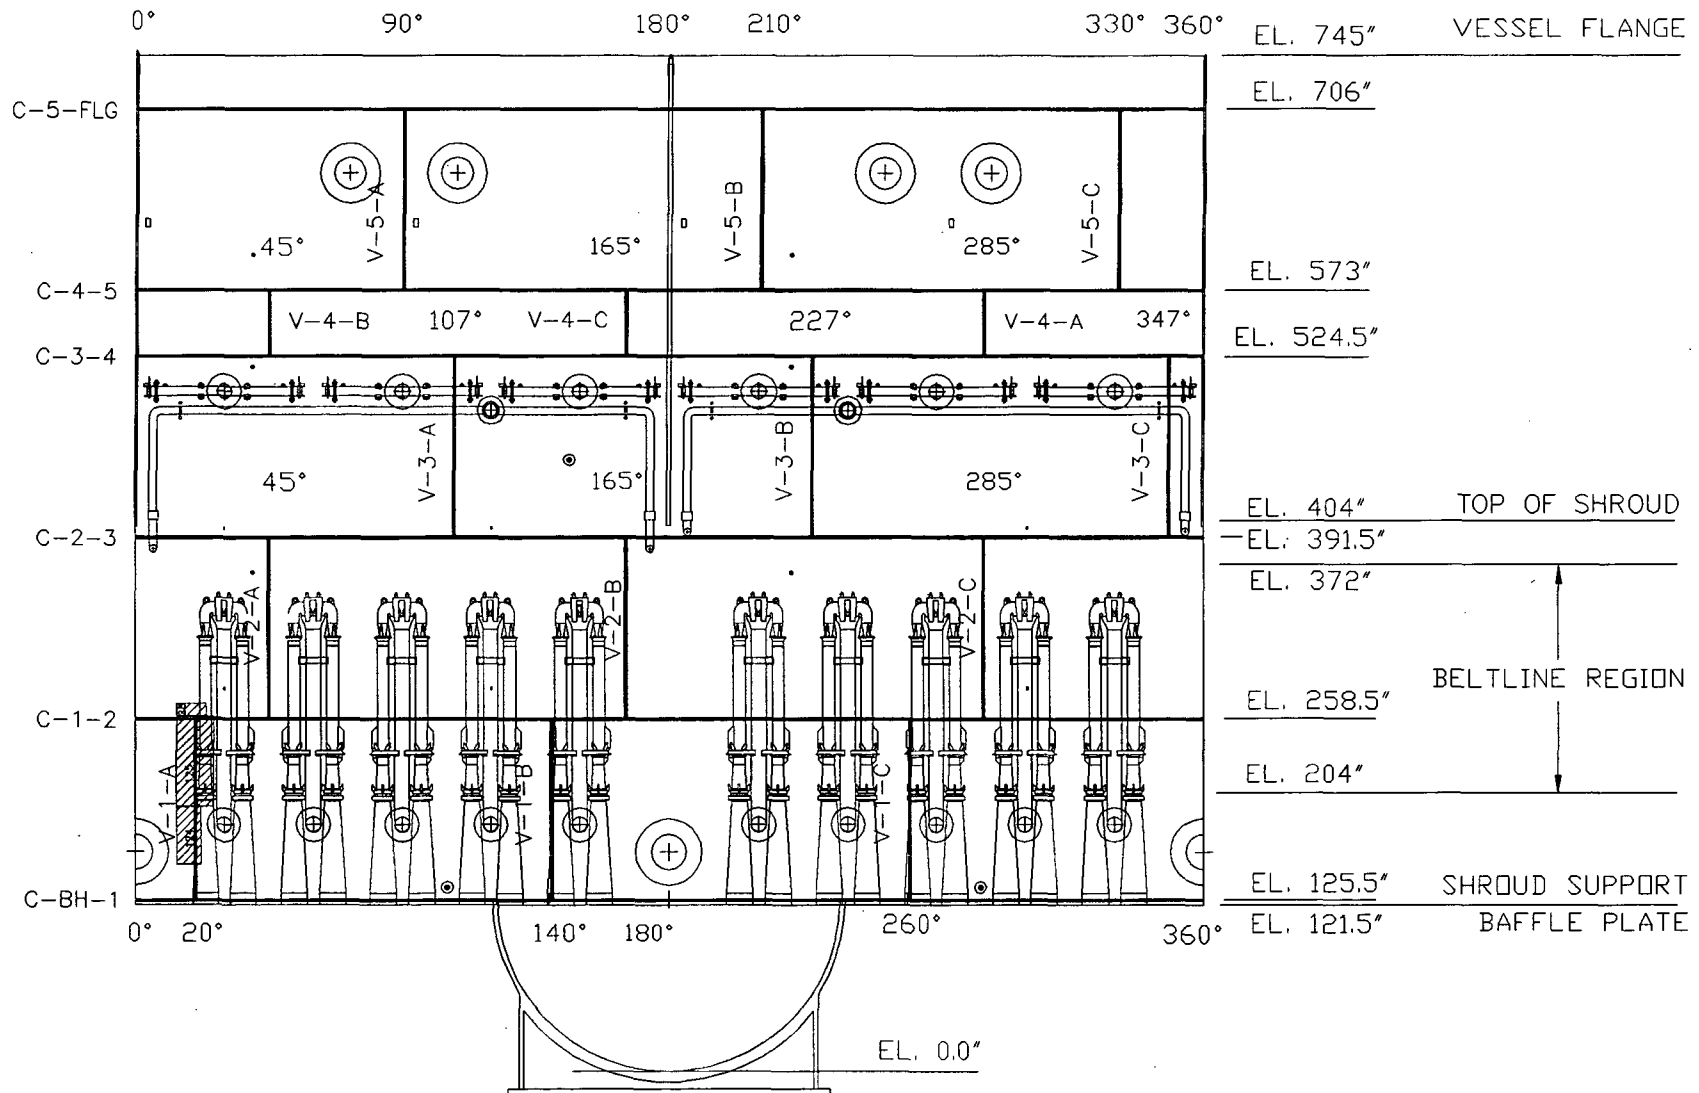 0° 90° 180° 210° 330° 360°
EL. 745" VESSEL FLANGE
C-5-FLG EL. 706"
V-5-A V-5-B V-5-C
45° 165° 285°
C-4-5 EL. 573"
V-4-B 107° V-4-C 227° V-4-A 347°
C-3-4 EL. 524.5"
V-3-A V-3-B V-3-C
45° 165° 285°
EL. 404" TOP OF SHROUD
C-2-3 EL. 391.5"
EL. 372"
V-2-A V-2-B V-2-C
BELTLINE REGION
C-1-2 EL. 258.5"
EL. 204"
V-1-A V-1-B V-1-C
C-BH-1 EL. 125.5" SHROUD SUPPORT
0° 20° 140° 180° 260° 360° EL. 121.5" BAFFLE PLATE
EL. 0.0"